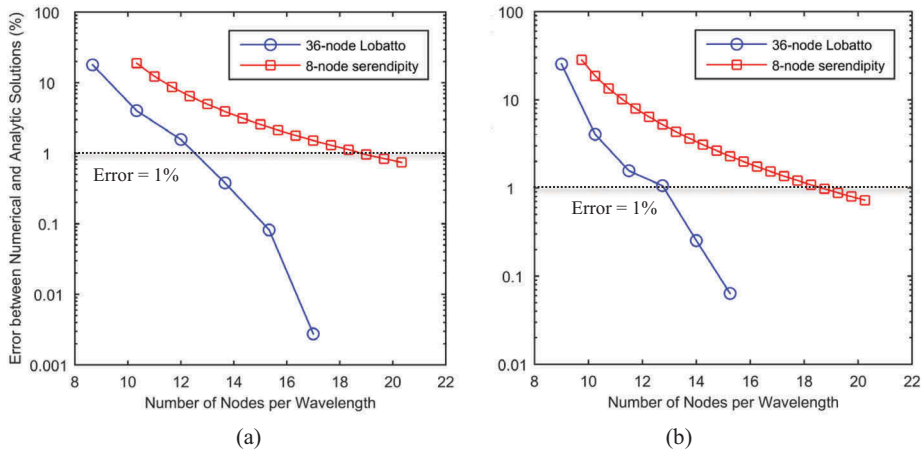 Error between Numerical and Analytic Solutions (%)
100
10
1
0.1
0.01
0.001
36-node Lobatto
8-node serendipity
Error = 1%
8 10 12 14 16 18 20 22
Number of Nodes per Wavelength
(a)
100
10
1
0.1
0.01
36-node Lobatto
8-node serendipity
Error = 1%
8 10 12 14 16 18 20 22
Number of Nodes per Wavelength
(b)